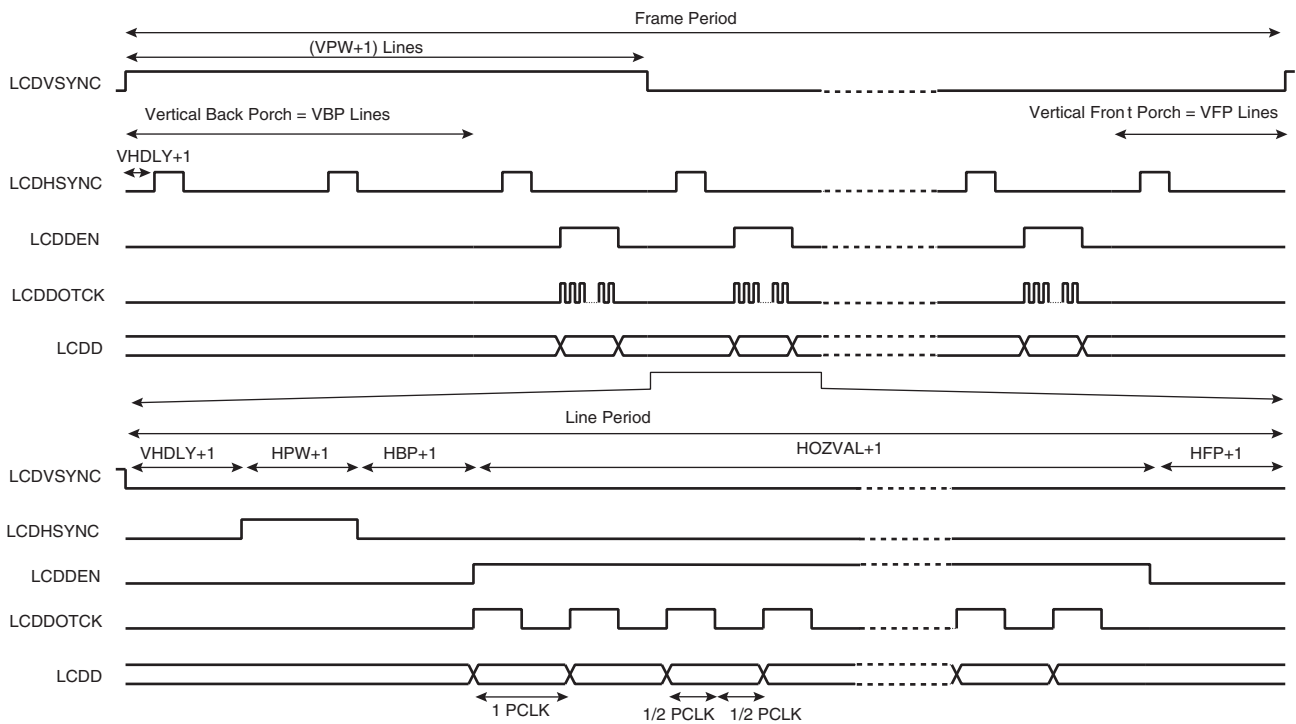 Frame Period
(VPW+1) Lines
LCDVSYNC
Vertical Back Porch = VBP Lines
Vertical Front Porch = VFP Lines
VHDLY+1
LCDHSYNC
LCDDEN
LCDDOTCK
LCDD
Line Period
VHDLY+1 HPW+1 HBP+1 HOZVAL+1 HFP+1
LCDVSYNC
LCDHSYNC
LCDDEN
LCDDOTCK
LCDD
1 PCLK 1/2 PCLK 1/2 PCLK